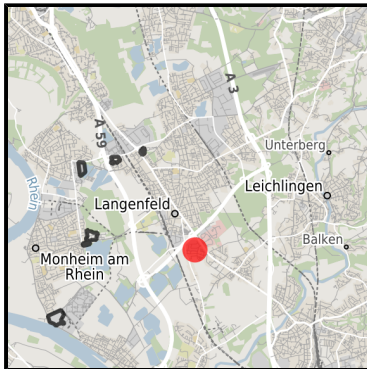 A 3
A 59
Unterberg
Rhein
Leichlingen
Langenfeld
Balken
Monheim am
Rhein